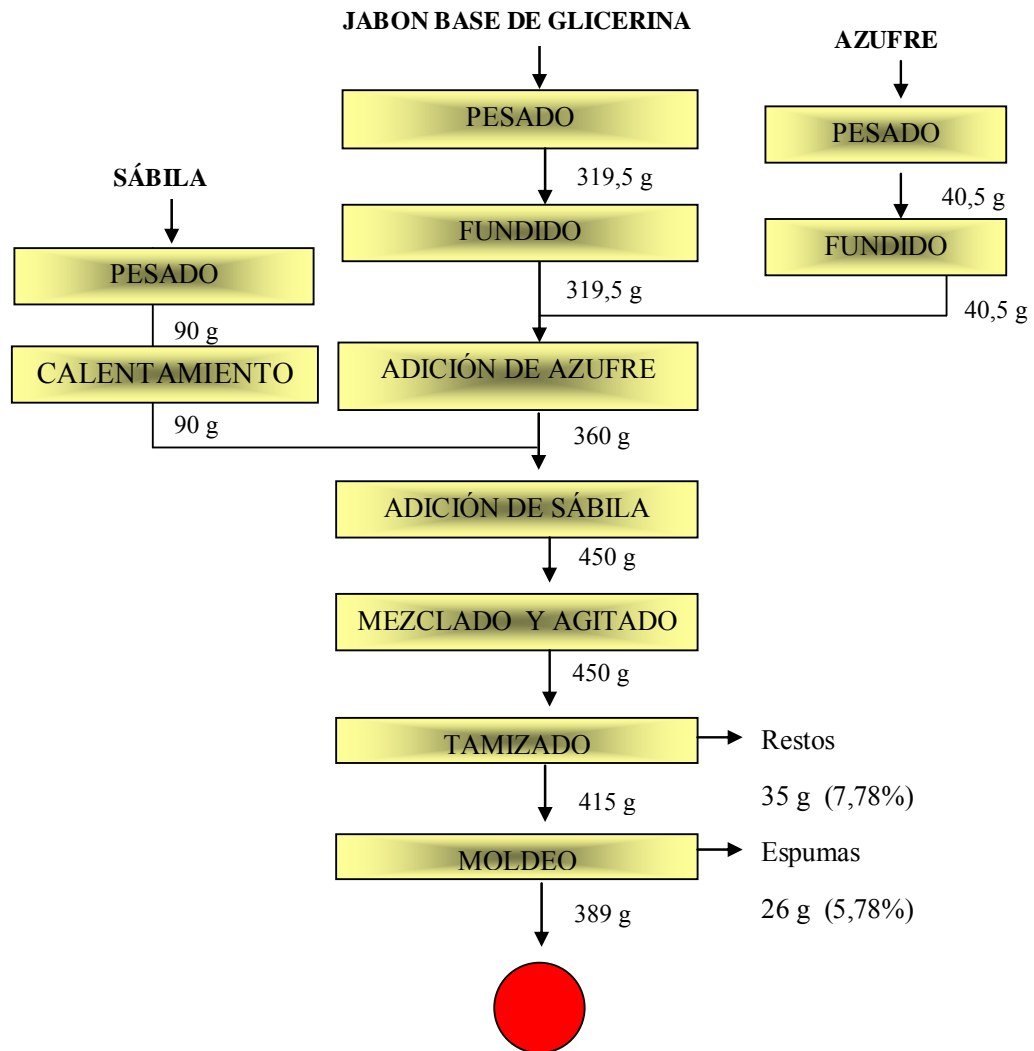 JABON BASE DE GLICERINA
AZUFRE
PESADO
PESADO
SÁBILA
319,5 g
40,5 g
FUNDIDO
FUNDIDO
PESADO
319,5 g
40,5 g
90 g
CALENTAMIENTO
ADICIÓN DE AZUFRE
90 g
360 g
ADICIÓN DE SÁBILA
450 g
MEZCLADO Y AGITADO
450 g
TAMIZADO
Restos
415 g
35 g (7,78%)
MOLDEO
Espumas
389 g
26 g (5,78%)